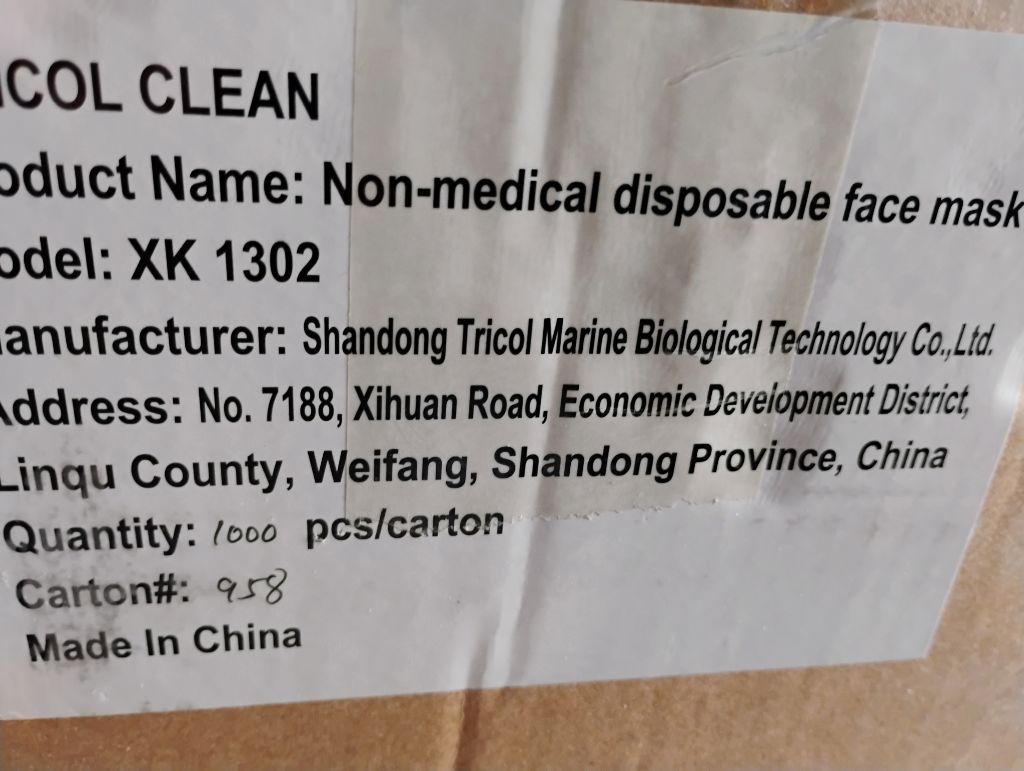 ICOL CLEAN
oduct Name: Non-medical disposable face mask
odel: XK 1302
anufacturer: Shandong Tricol Marine Biological Technology Co.,Ltd.
Address: No. 7188, Xihuan Road, Economic Development District,
Linqu County, Weifang, Shandong Province, China
Quantity: 1000 pcs/carton
Carton#: 958
Made In China